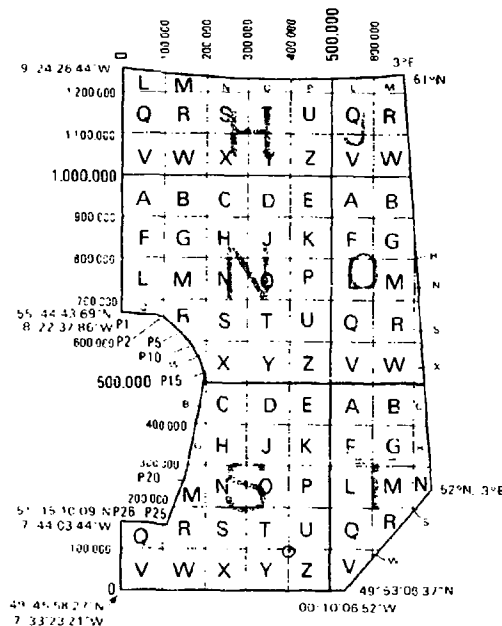 0 100.000 200.000 300.000 400.000 500.000 600.000
9°24'26 44"W 3°E
61°N
L M N O P L M
1 200.000
Q R S T U Q R
H J
1 100.000
V W X Y Z V W
1.000.000
A B C D E A B
900.000
F G H J K F G
800.000 H
N O
L M N O P M N
700.000
55°44'43.69"N
8°22'37.86"W P1
R S T U Q R S
600.000 P2 P5
P10
W X Y Z V W X
P15
500.000
B C D E A B C
400.000
G H J K F G H
300.000
P20
S
M N O P L M N
200.000
52°N, 3°E
P26 P25
7°44'03 44"W
Q R S T U Q R S
100.000
V W X Y Z V W
0
49°53'08.37"N
00°10'06.52"W
49°45'58.27"N
7°33'23.21"W